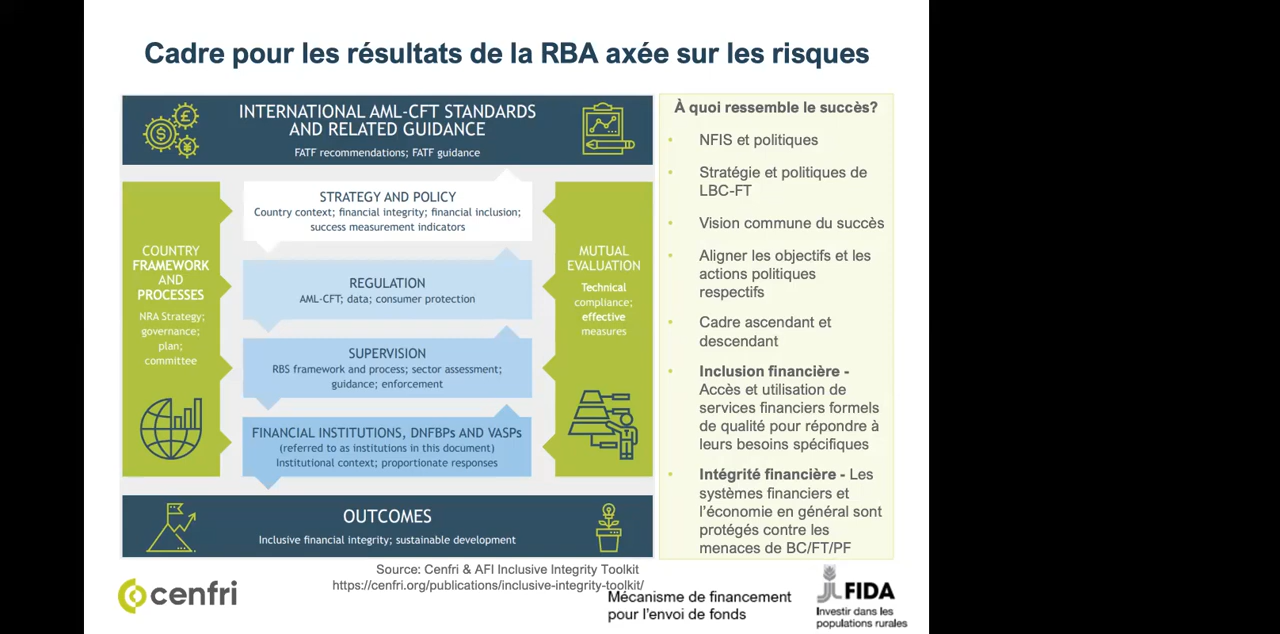 Cadre pour les résultats de la RBA axée sur les risques
INTERNATIONAL AML-CFT STANDARDS
AND RELATED GUIDANCE
FATF recommendations; FATF guidance
COUNTRY
FRAMEWORK
AND
PROCESSES
NRA Strategy;
governance;
plan;
committee
STRATEGY AND POLICY
Country context; financial integrity; financial inclusion;
success measurement indicators
REGULATION
AML-CFT; data; consumer protection
SUPERVISION
RBS framework and process; sector assessment;
guidance; enforcement
FINANCIAL INSTITUTIONS, DNFBPs and VASPs
(referred to as institutions in this document)
Institutional context; proportionate responses
MUTUAL
EVALUATION
Technical
compliance;
effective
measures
OUTCOMES
Inclusive financial integrity; sustainable development
À quoi ressemble le succès?
• NFIS et politiques
• Stratégie et politiques de
LBC-FT
• Vision commune du succès
• Aligner les objectifs et les
actions politiques
respectifs
• Cadre ascendant et
descendant
• Inclusion financière -
Accès et utilisation de
services financiers formels
de qualité pour répondre à
leurs besoins spécifiques
• Intégrité financière - Les
systèmes financiers et
l'économie en général sont
protégés contre les
menaces de BC/FT/PF
Source: Cenfri & AFI Inclusive Integrity Toolkit
https://cenfri.org/publications/inclusive-integrity-toolkit/
cenfri
Mécanisme de financement
pour l'envoi de fonds
FIDA
Investir dans les
populations rurales